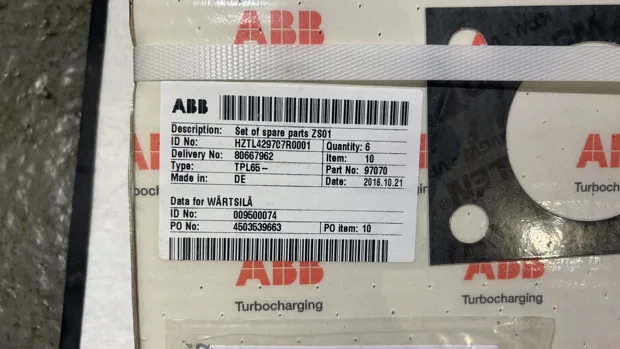 ABB
ABB
ABB
Description: Set of spare parts ZS01
ID No: HZTL429707R0001 Quantity: 6
Delivery No: 80667962 Item: 10
Type: TPL65- Part No: 97070
Made in: DE Date: 2016.10.21
Data for WÄRTSILÄ
ID No: 009500074
PO No: 4503539663 PO item: 10
Turbocharging
ABB
Turbocharging
ABB
Turbocharging